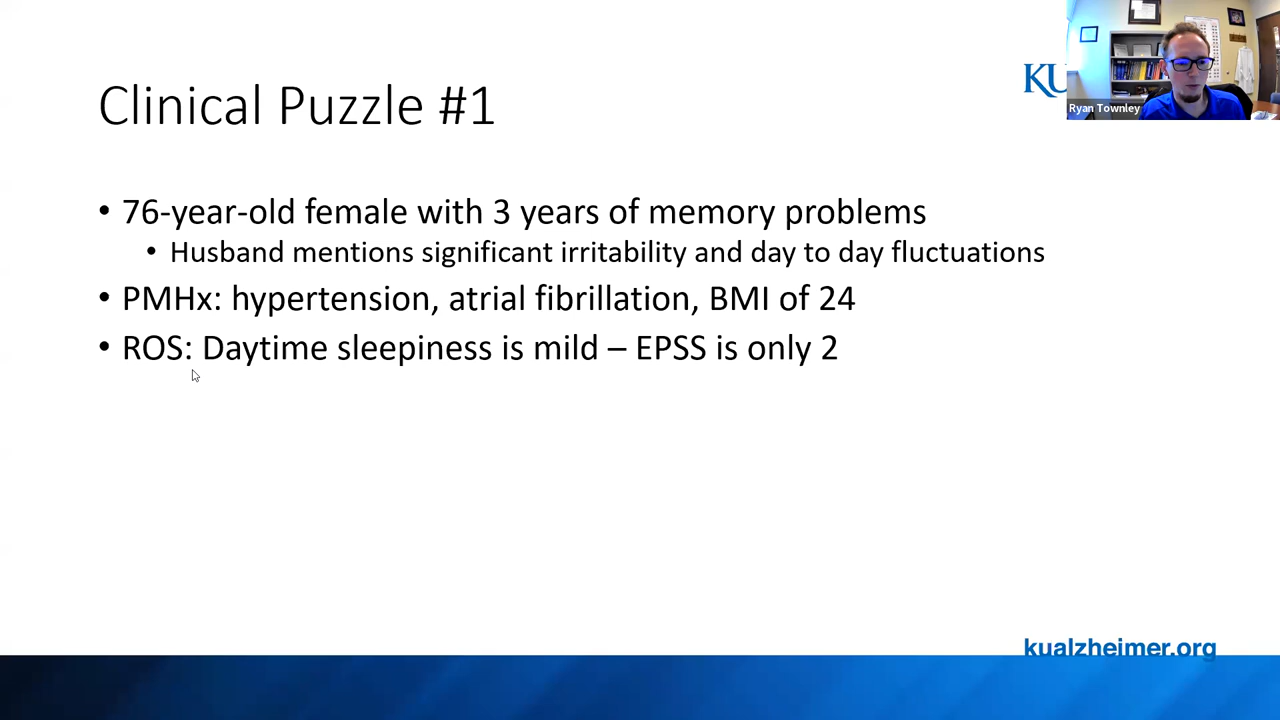 KU
Ryan Townley
Clinical Puzzle #1
• 76-year-old female with 3 years of memory problems
• Husband mentions significant irritability and day to day fluctuations
• PMHx: hypertension, atrial fibrillation, BMI of 24
• ROS: Daytime sleepiness is mild – EPSS is only 2
kualzheimer.org